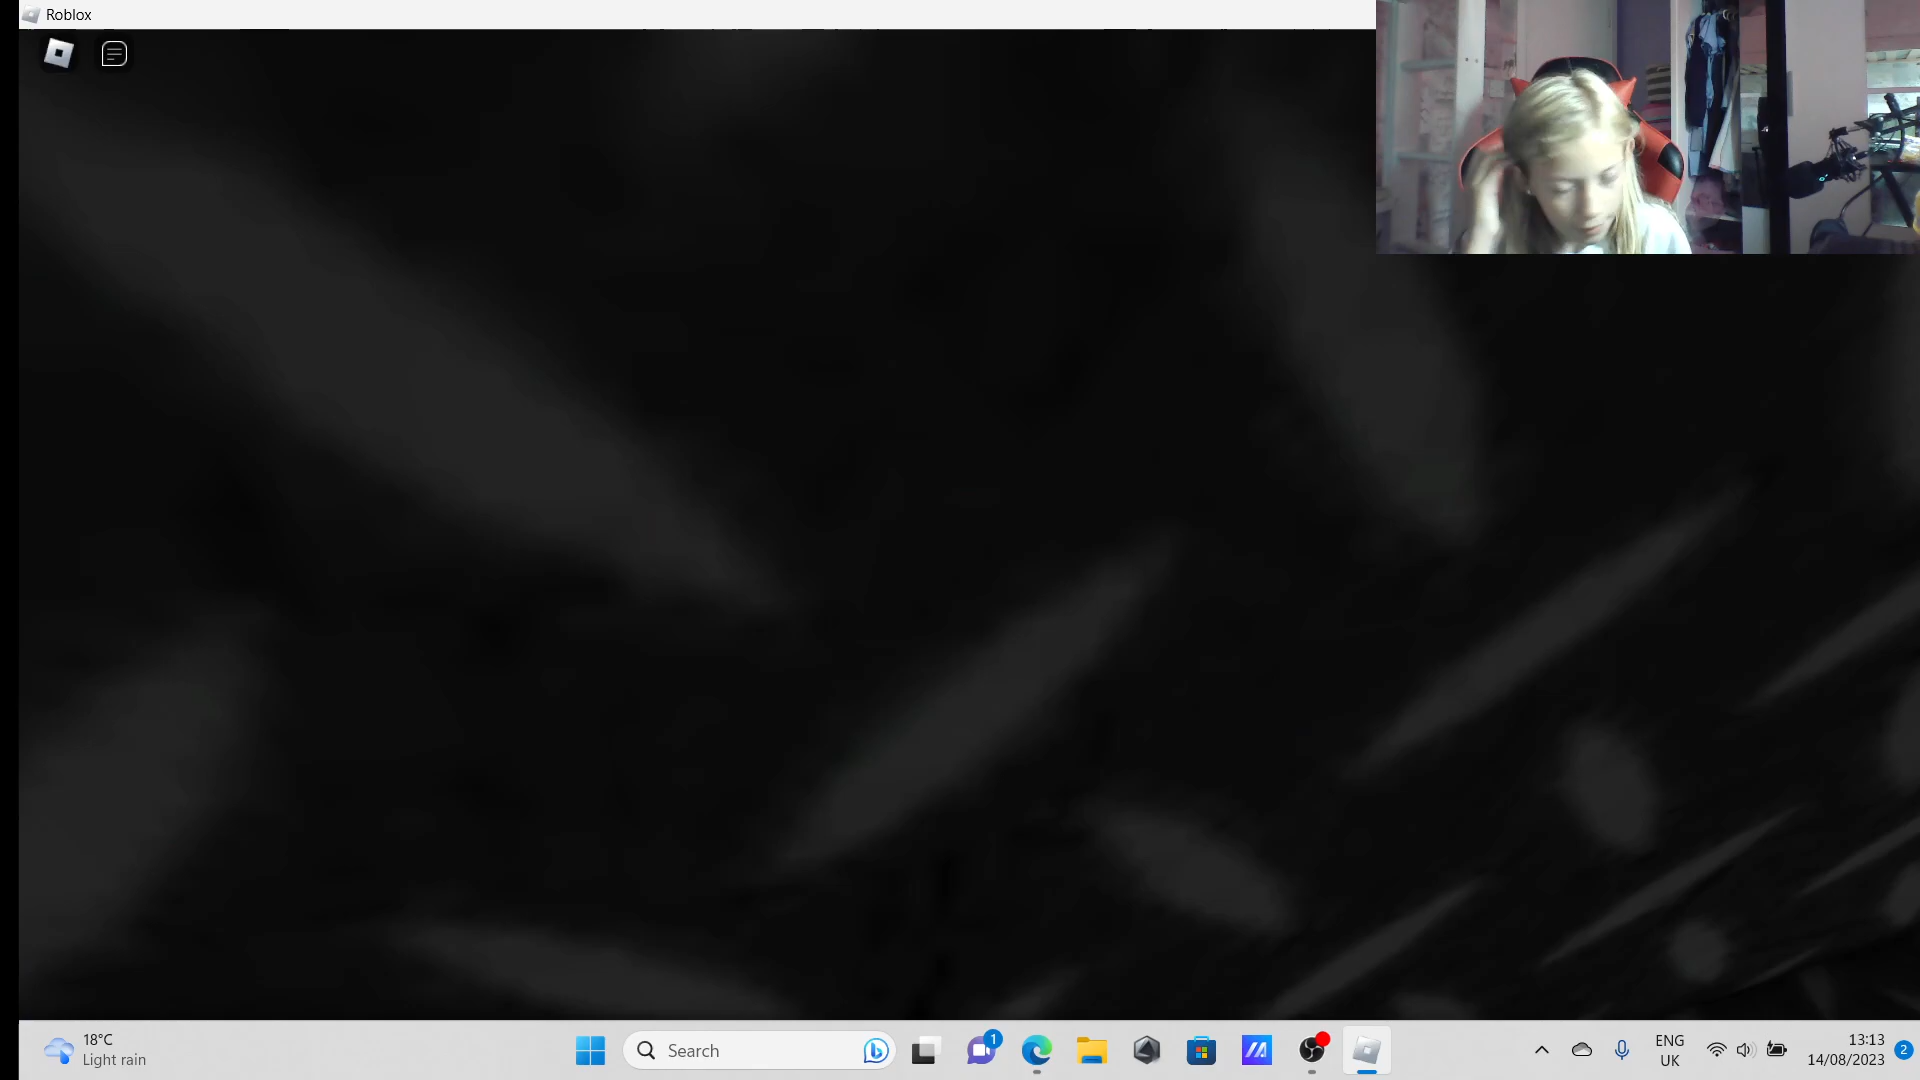 Roblox
18°C
Light rain
Search
1
ENG
UK
13:13
14/08/2023
2